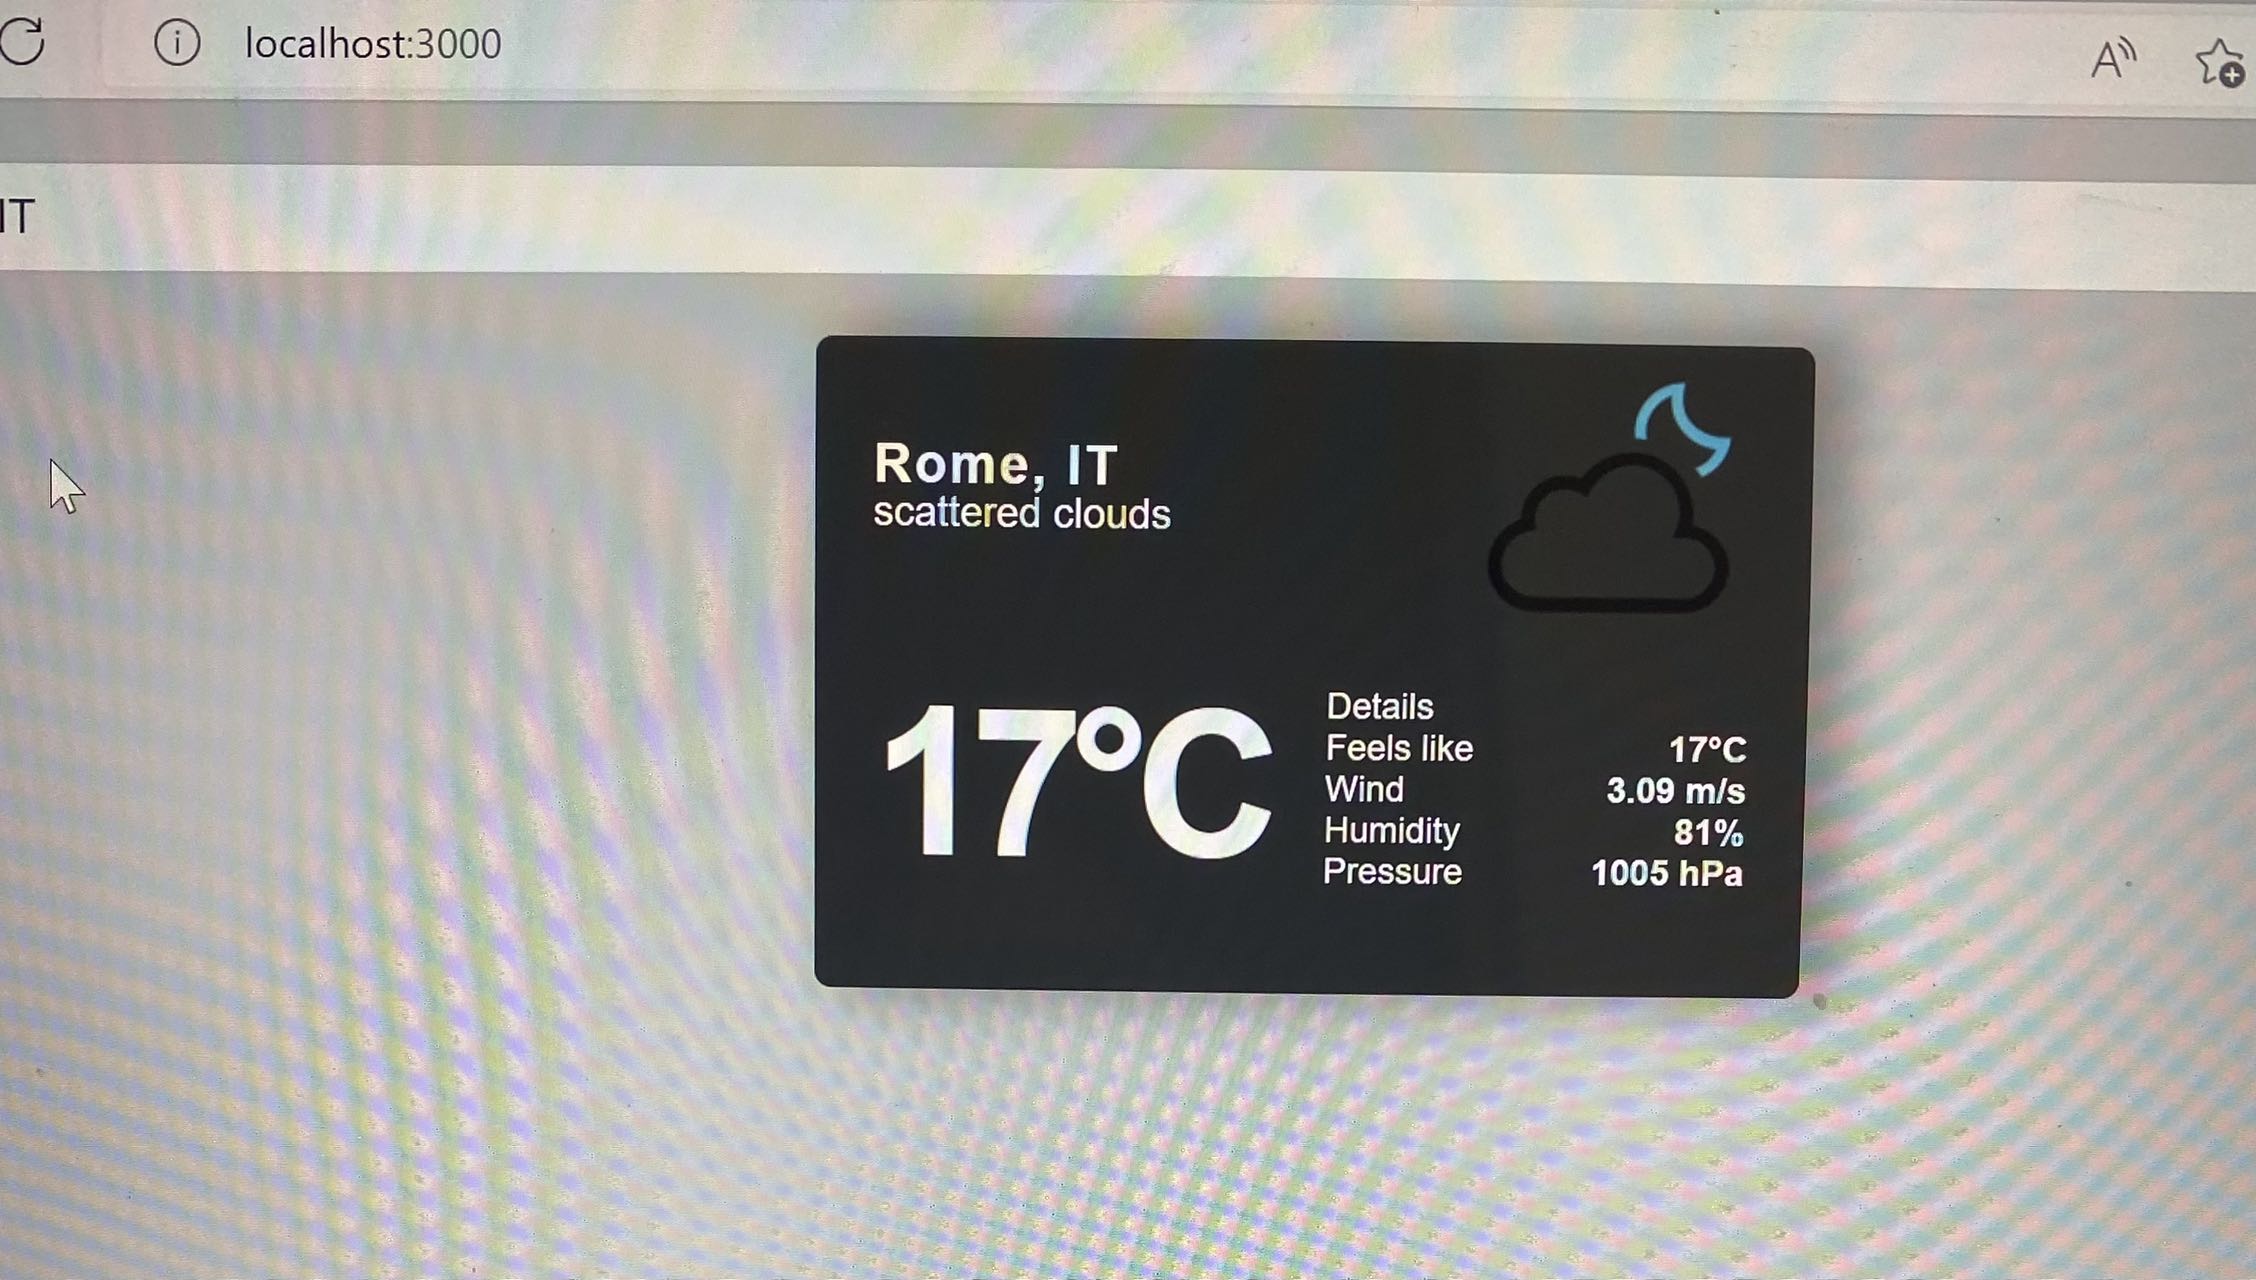 localhost:3000
IT
Rome, IT
scattered clouds
17°C
Details
Feels like 17°C
Wind 3.09 m/s
Humidity 81%
Pressure 1005 hPa